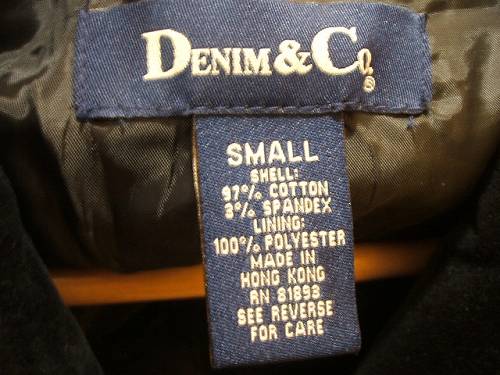 DENIM & CO.
®
SMALL
SHELL:
97% COTTON
3% SPANDEX
LINING:
100% POLYESTER
MADE IN
HONG KONG
RN 81893
SEE REVERSE
FOR CARE